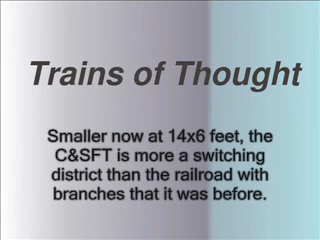 Trains of Thought
Smaller now at 14x6 feet, the
C&SFT is more a switching
district than the railroad with
branches that it was before.